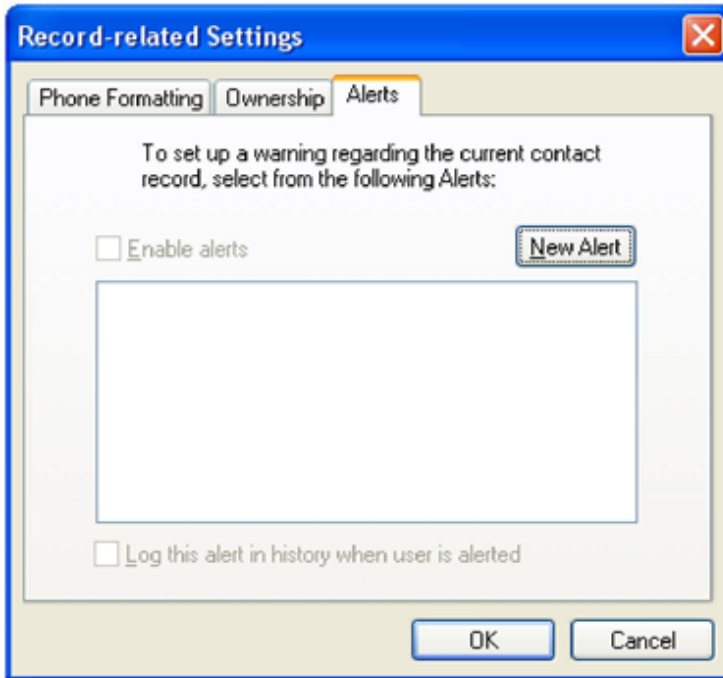 Record-related Settings
Phone Formatting Ownership Alerts
To set up a warning regarding the current contact
record, select from the following Alerts:
Enable alerts New Alert
Log this alert in history when user is alerted
OK Cancel